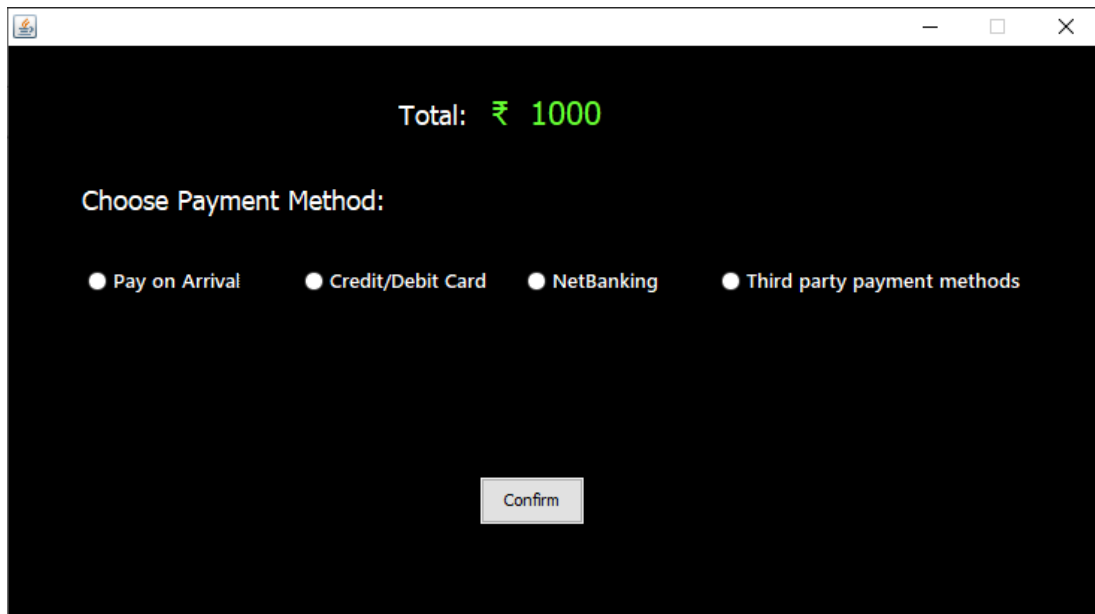 Total: ₹ 1000
Choose Payment Method:
Pay on Arrival Credit/Debit Card NetBanking Third party payment methods
Confirm